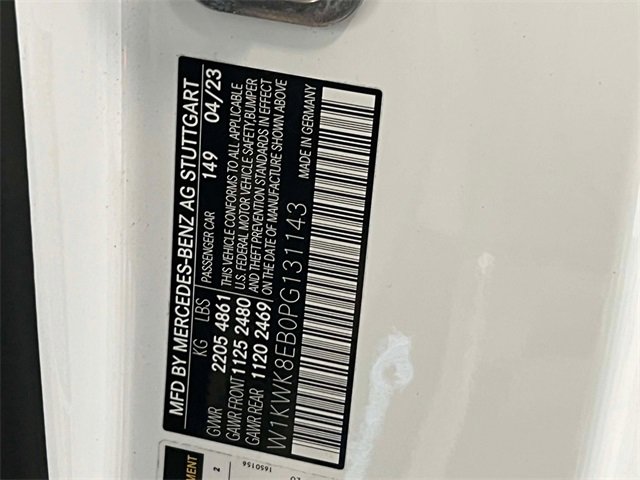 MFD BY MERCEDES-BENZ AG STUTTGART
KG LBS PASSENGER CAR 149 04/23
GVWR 2205 4861 THIS VEHICLE CONFORMS TO ALL APPLICABLE
GAWR FRONT 1125 2480 U.S. FEDERAL MOTOR VEHICLE SAFETY, BUMPER
GAWR REAR 1120 2469 AND THEFT PREVENTION STANDARDS IN EFFECT
ON THE DATE OF MANUFACTURE SHOWN ABOVE
W1KWK8EB0PG131143
MADE IN GERMANY
2
1650156